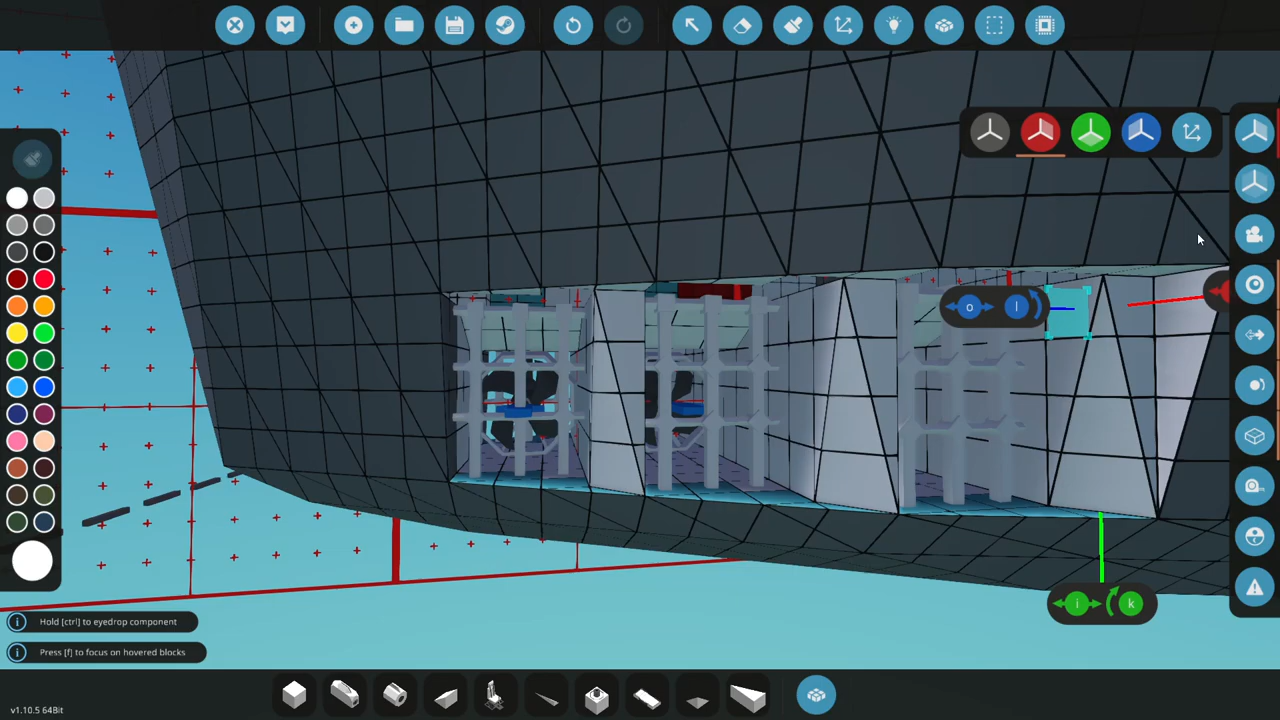 o
l
i
k
Hold [ctrl] to eyedrop component
Press [f] to focus on hovered blocks
v1.10.5 64Bit